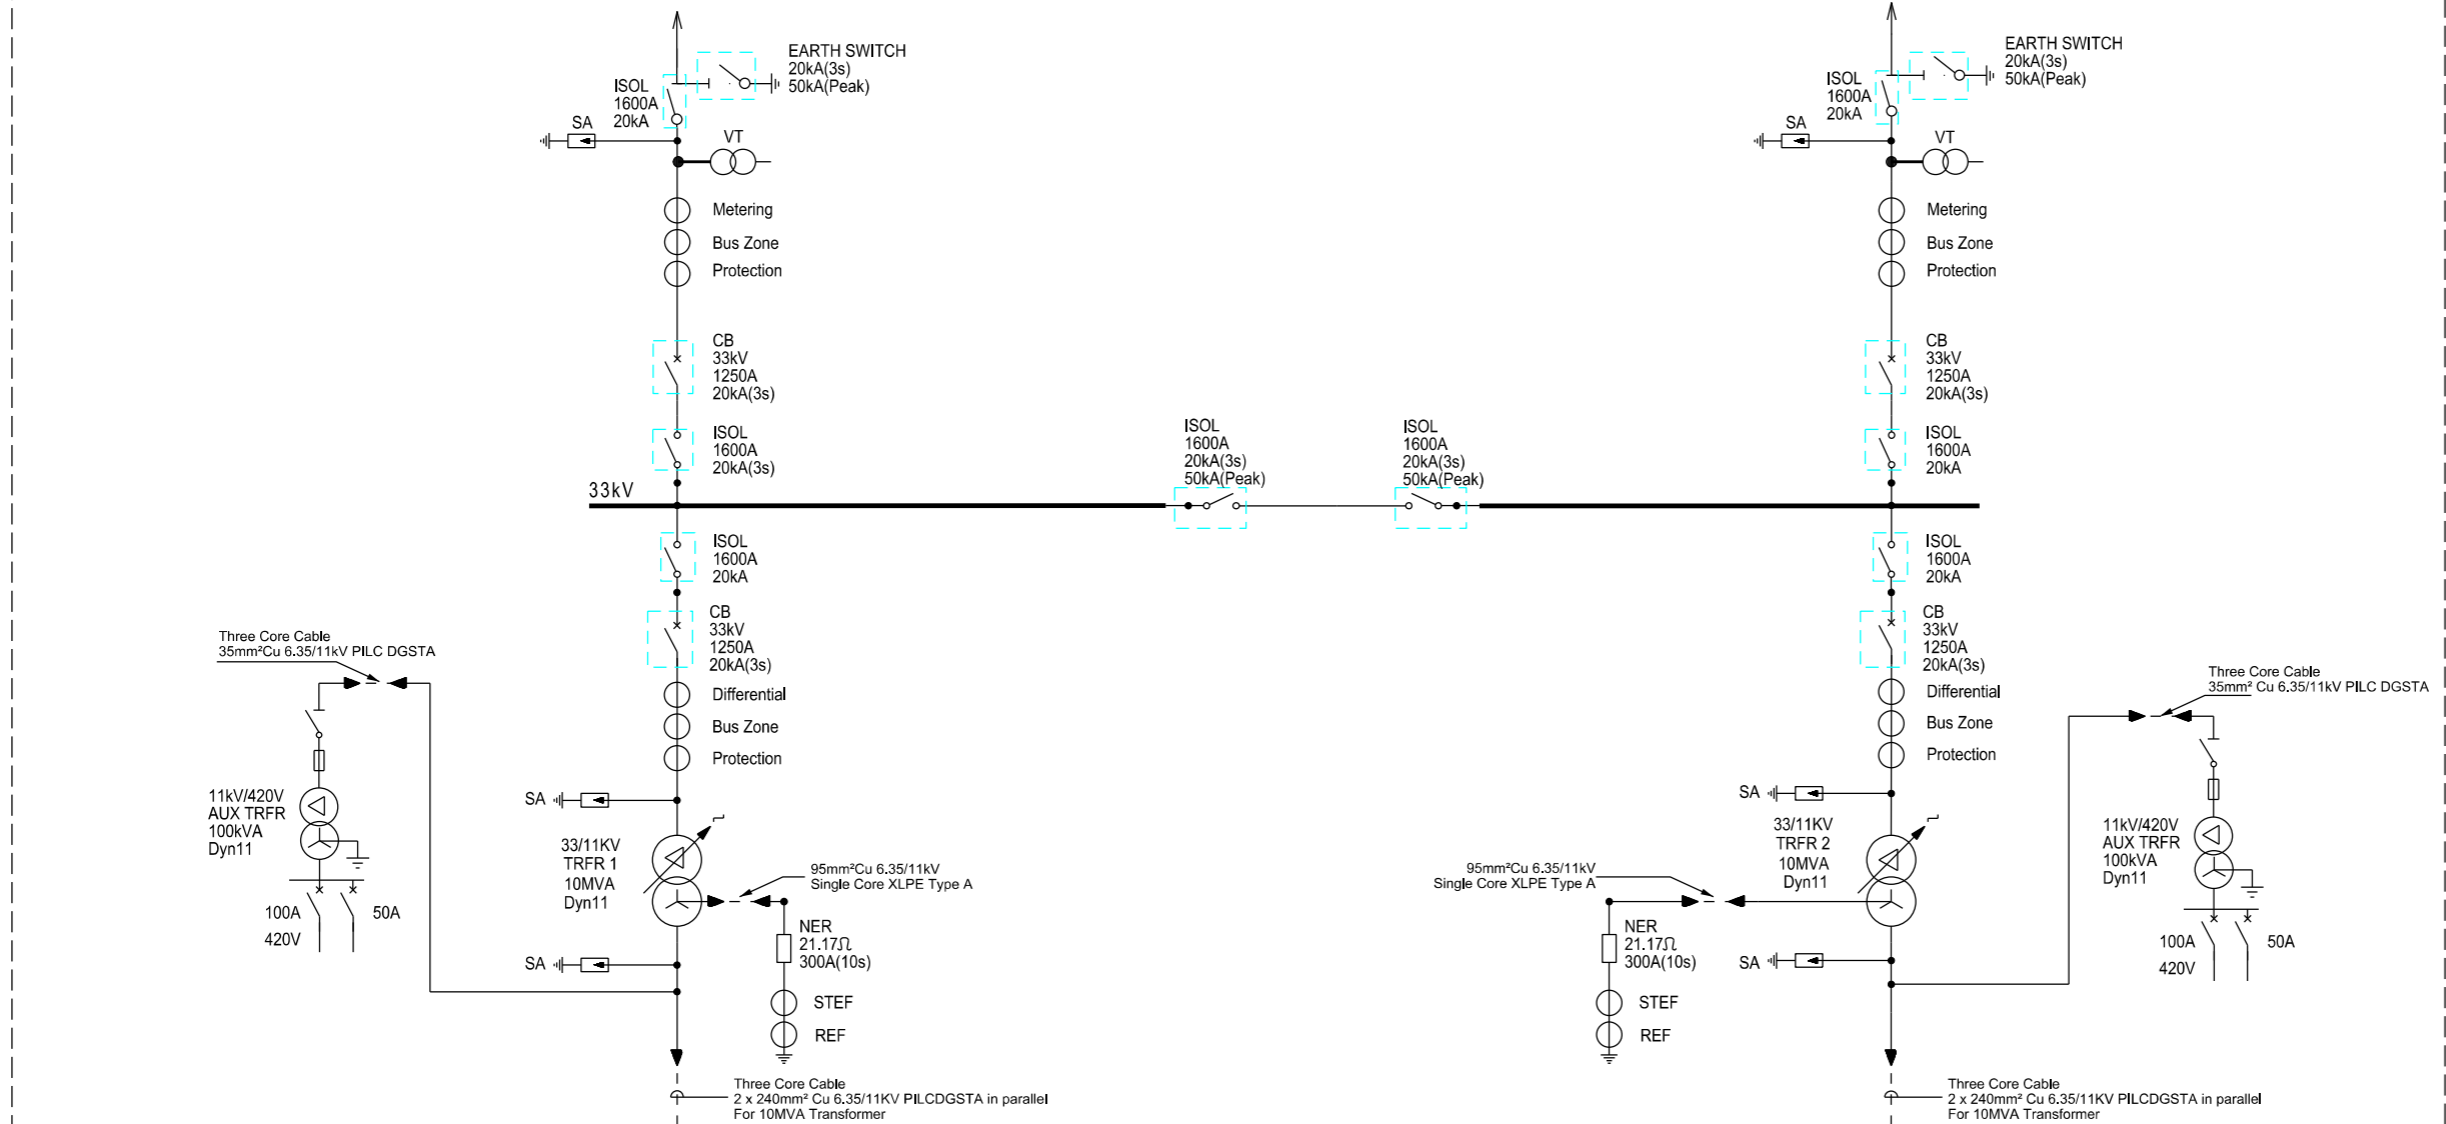 EARTH SWITCH
20kA(3s)
50kA(Peak)
ISOL
1600A
20kA
SA
VT
Metering
Bus Zone
Protection
CB
33kV
1250A
20kA(3s)
ISOL
1600A
20kA(3s)
33kV
ISOL
1600A
20kA(3s)
50kA(Peak)
ISOL
1600A
20kA(3s)
50kA(Peak)
EARTH SWITCH
20kA(3s)
50kA(Peak)
ISOL
1600A
20kA
SA
VT
Metering
Bus Zone
Protection
CB
33kV
1250A
20kA(3s)
ISOL
1600A
20kA
ISOL
1600A
20kA
CB
33kV
1250A
20kA(3s)
Differential
Bus Zone
Protection
SA
Three Core Cable
35mm²Cu 6.35/11kV PILC DGSTA
11kV/420V
AUX TRFR
100kVA
Dyn11
100A
50A
420V
33/11KV
TRFR 1
10MVA
Dyn11
95mm²Cu 6.35/11kV
Single Core XLPE Type A
NER
21.17Ω
300A(10s)
SA
STEF
REF
Three Core Cable
2 x 240mm² Cu 6.35/11KV PILCDGSTA in parallel
For 10MVA Transformer
ISOL
1600A
20kA
CB
33kV
1250A
20kA(3s)
Differential
Bus Zone
Protection
SA
Three Core Cable
35mm² Cu 6.35/11kV PILC DGSTA
33/11KV
TRFR 2
10MVA
Dyn11
95mm²Cu 6.35/11kV
Single Core XLPE Type A
NER
21.17Ω
300A(10s)
SA
STEF
REF
11kV/420V
AUX TRFR
100kVA
Dyn11
100A
50A
420V
Three Core Cable
2 x 240mm² Cu 6.35/11KV PILCDGSTA in parallel
For 10MVA Transformer